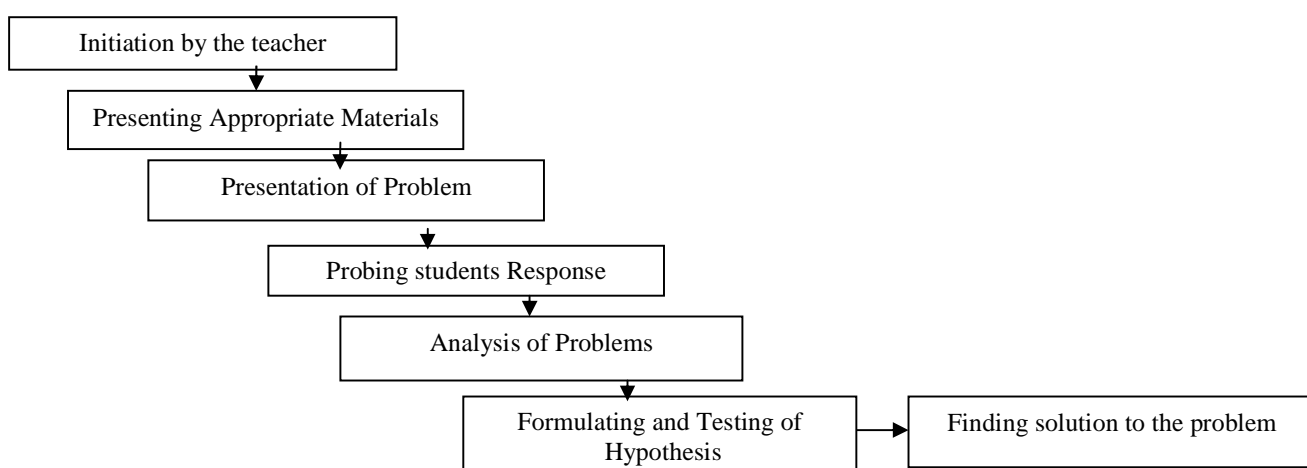 Initiation by the teacher
Presenting Appropriate Materials
Presentation of Problem
Probing students Response
Analysis of Problems
Formulating and Testing of
Hypothesis
Finding solution to the problem